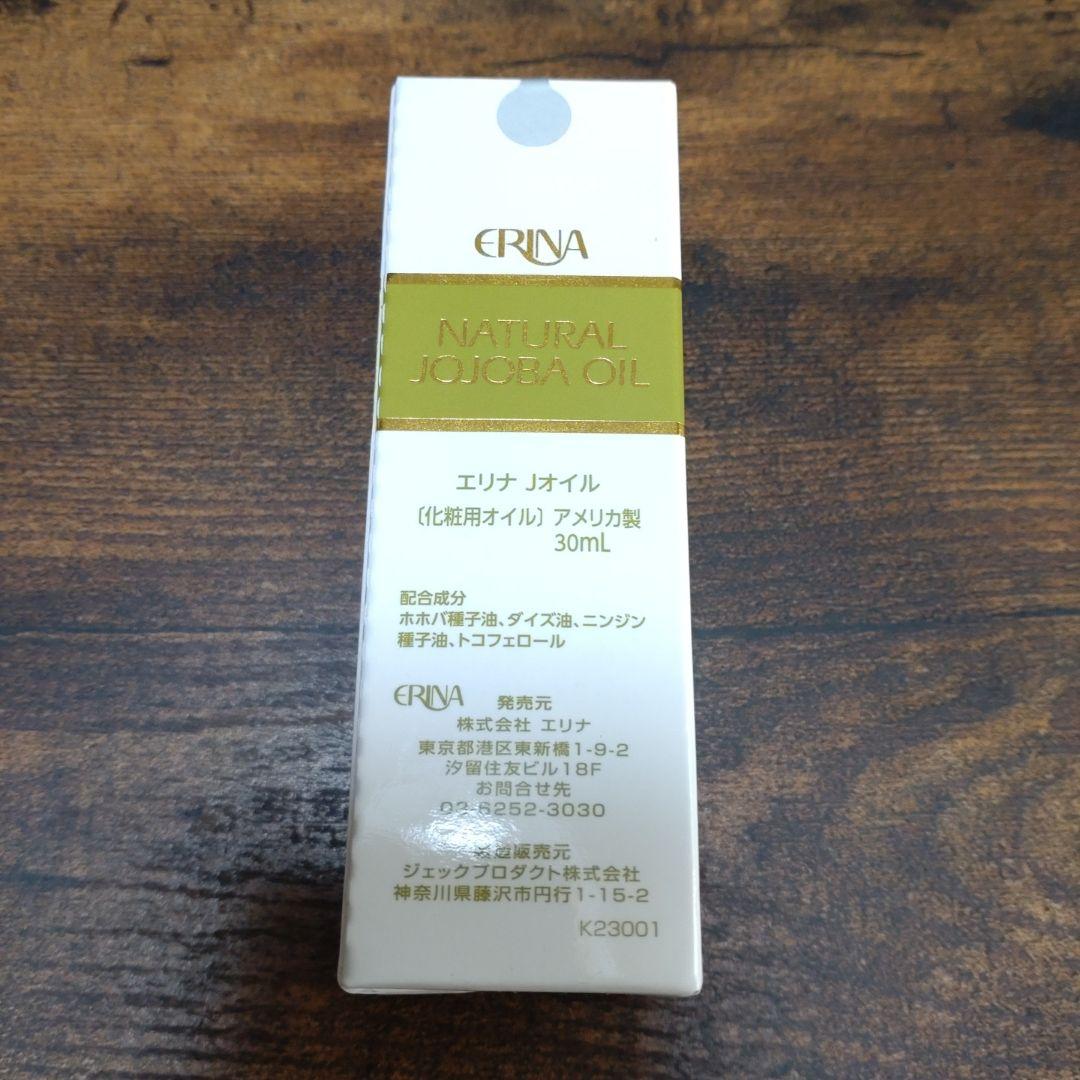 ERINA
NATURAL
JOJOBA OIL
エリナ Jオイル
〔化粧用オイル〕 アメリカ製
30mL
配合成分
ホホバ種子油、ダイズ油、ニンジン
種子油、トコフェロール
ERINA 発売元
株式会社 エリナ
東京都港区東新橋1-9-2
汐留住友ビル18F
お問合せ先
03-6252-3030
製造販売元
ジェックプロダクト株式会社
神奈川県藤沢市円行1-15-2
K23001